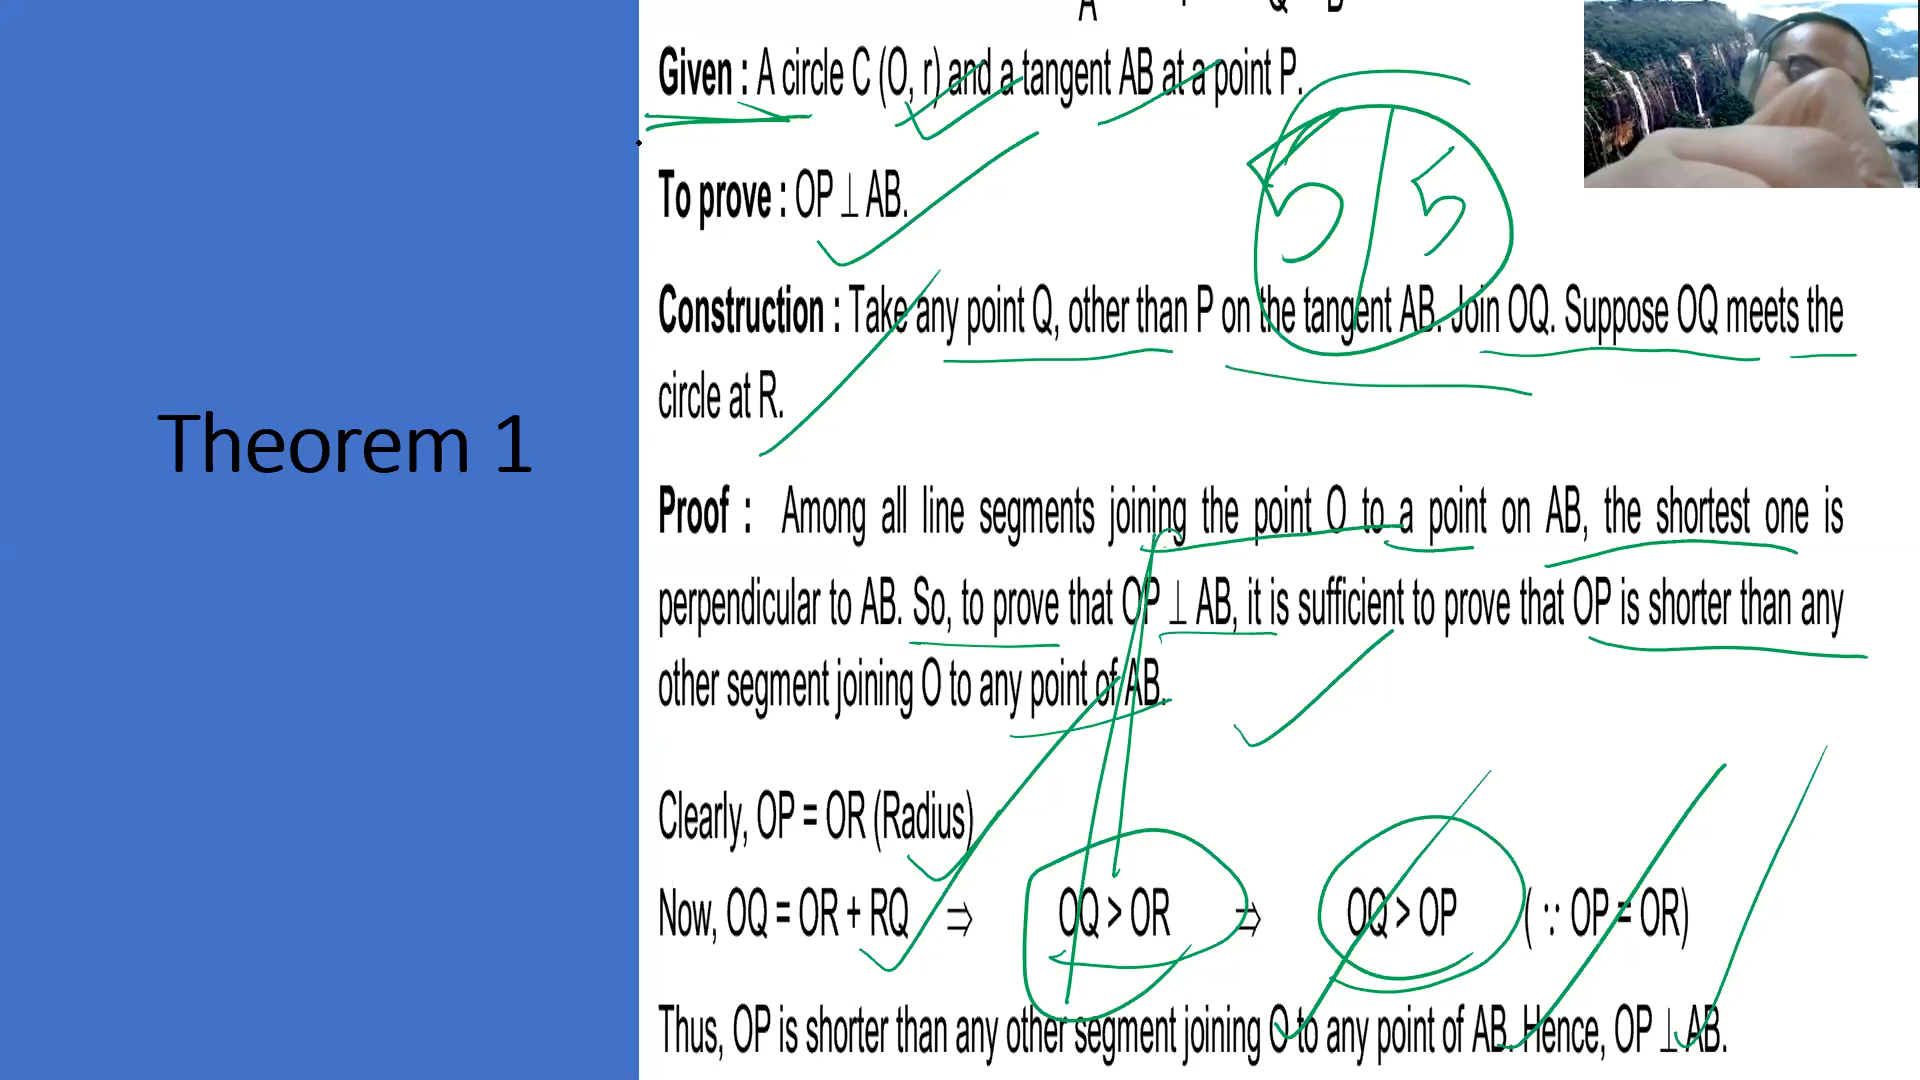 Theorem 1
A Q B
Given : A circle C (O, r) and a tangent AB at a point P.
To prove : OP ⊥ AB.
5/5
Construction : Take any point Q, other than P on the tangent AB. Join OQ. Suppose OQ meets the
circle at R.
Proof : Among all line segments joining the point O to a point on AB, the shortest one is
perpendicular to AB. So, to prove that OP ⊥ AB, it is sufficient to prove that OP is shorter than any
other segment joining O to any point of AB.
Clearly, OP = OR (Radius)
Now, OQ = OR + RQ ⇒ OQ > OR ⇒ OQ > OP ( ∵ OP = OR)
Thus, OP is shorter than any other segment joining O to any point of AB. Hence, OP ⊥ AB.